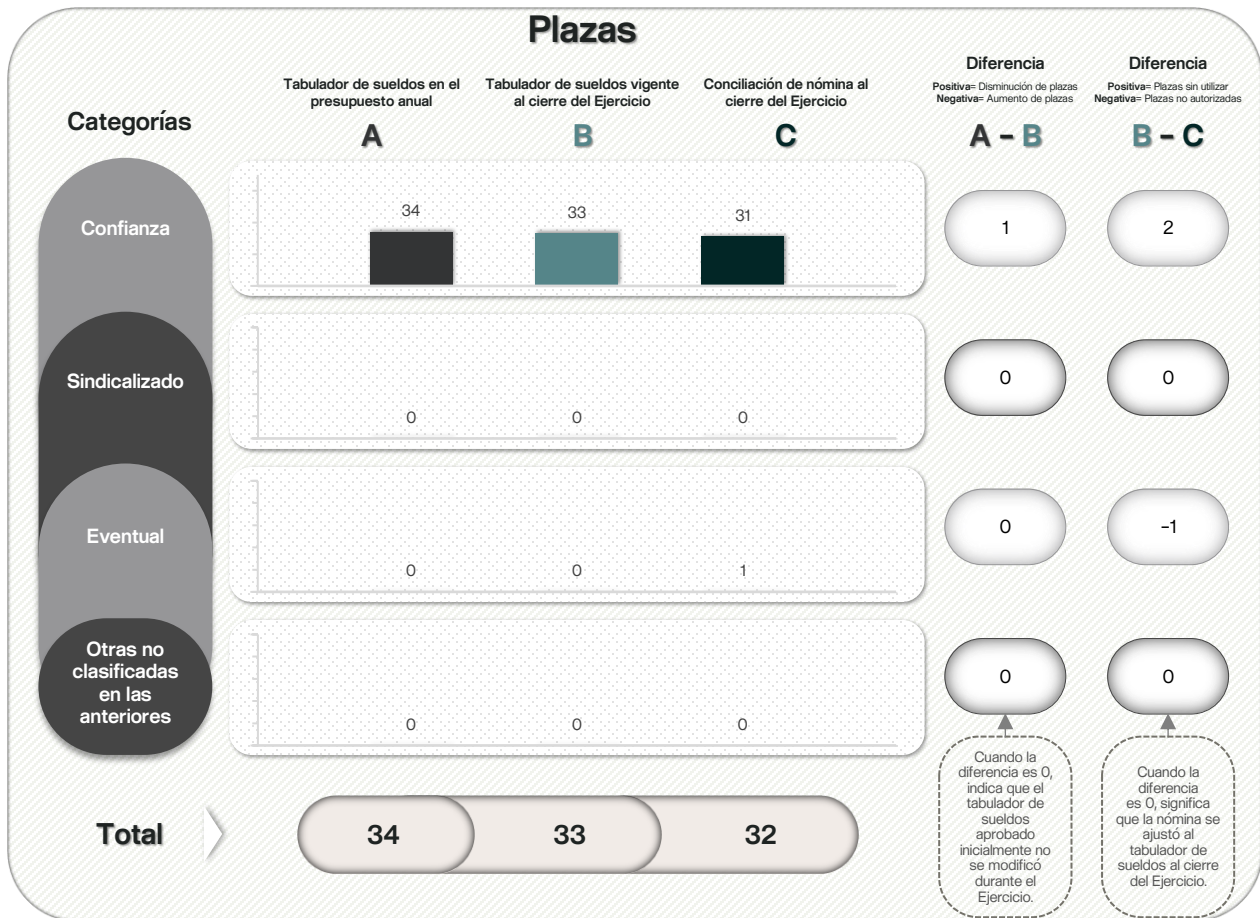 Plazas
Categorías
Tabulador de sueldos en el
presupuesto anual
A
Tabulador de sueldos vigente
al cierre del Ejercicio
B
Conciliación de nómina al
cierre del Ejercicio
C
Diferencia
Positiva= Disminución de plazas
Negativa= Aumento de plazas
A - B
Diferencia
Positiva= Plazas sin utilizar
Negativa= Plazas no autorizadas
B - C
Confianza
34
33
31
1
2
Sindicalizado
0
0
0
0
0
Eventual
0
0
1
0
-1
Otras no
clasificadas
en las
anteriores
0
0
0
0
0
Total
34
33
32
Cuando la
diferencia es 0,
indica que el
tabulador de
sueldos
aprobado
inicialmente no
se modificó
durante el
Ejercicio.
Cuando la
diferencia
es 0, significa
que la nómina se
ajustó al
tabulador de
sueldos al cierre
del Ejercicio.